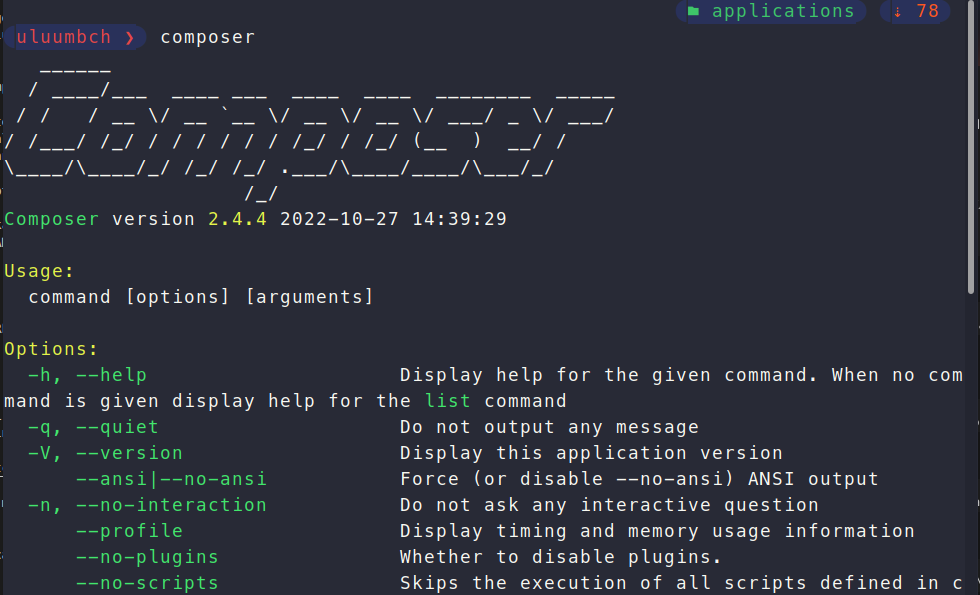 applications ↓ 78
uluumbch ❯ composer
   ______
  / ____/___  ____ ___  ____  ____  ________  _____
 / /   / __ \/ __ `__ \/ __ \/ __ \/ ___/ _ \/ ___/
/ /___/ /_/ / / / / / / /_/ / /_/ (__  )  __/ /
\____/\____/_/ /_/ /_/ .___/\____/____/\___/_/
                    /_/
Composer version 2.4.4 2022-10-27 14:39:29
Usage:
  command [options] [arguments]
Options:
  -h, --help                     Display help for the given command. When no com
mand is given display help for the list command
  -q, --quiet                    Do not output any message
  -V, --version                  Display this application version
      --ansi|--no-ansi           Force (or disable --no-ansi) ANSI output
  -n, --no-interaction           Do not ask any interactive question
      --profile                  Display timing and memory usage information
      --no-plugins               Whether to disable plugins.
      --no-scripts               Skips the execution of all scripts defined in c